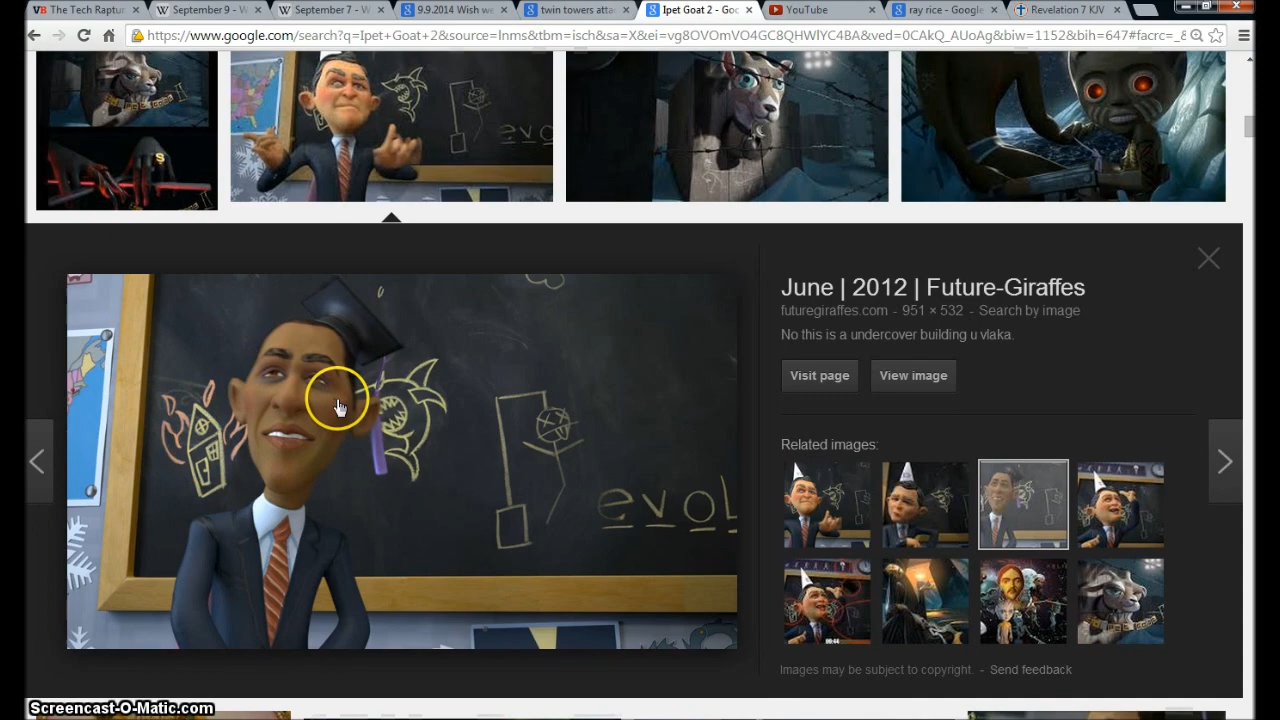 The Tech Raptur
September 9 - W
September 7 - W
9.9.2014 Wish wo
twin towers atta
Ipet Goat 2 - Goo
YouTube
ray rice - Google
Revelation 7 KJV
https://www.google.com/search?q=Ipet+Goat+2&source=lnms&tbm=isch&sa=X&ei=vg8OVOmVO4GC8QHWlYC4BA&ved=0CAkQ_AUoAg&biw=1152&bih=647#facrc=_&
S
evo
June | 2012 | Future-Giraffes
futuregiraffes.com - 951 × 532 - Search by image
No this is a undercover building u vlaka.
Visit page View image
Related images:
evol
00:44
Images may be subject to copyright. - Send feedback
Screencast-O-Matic.com